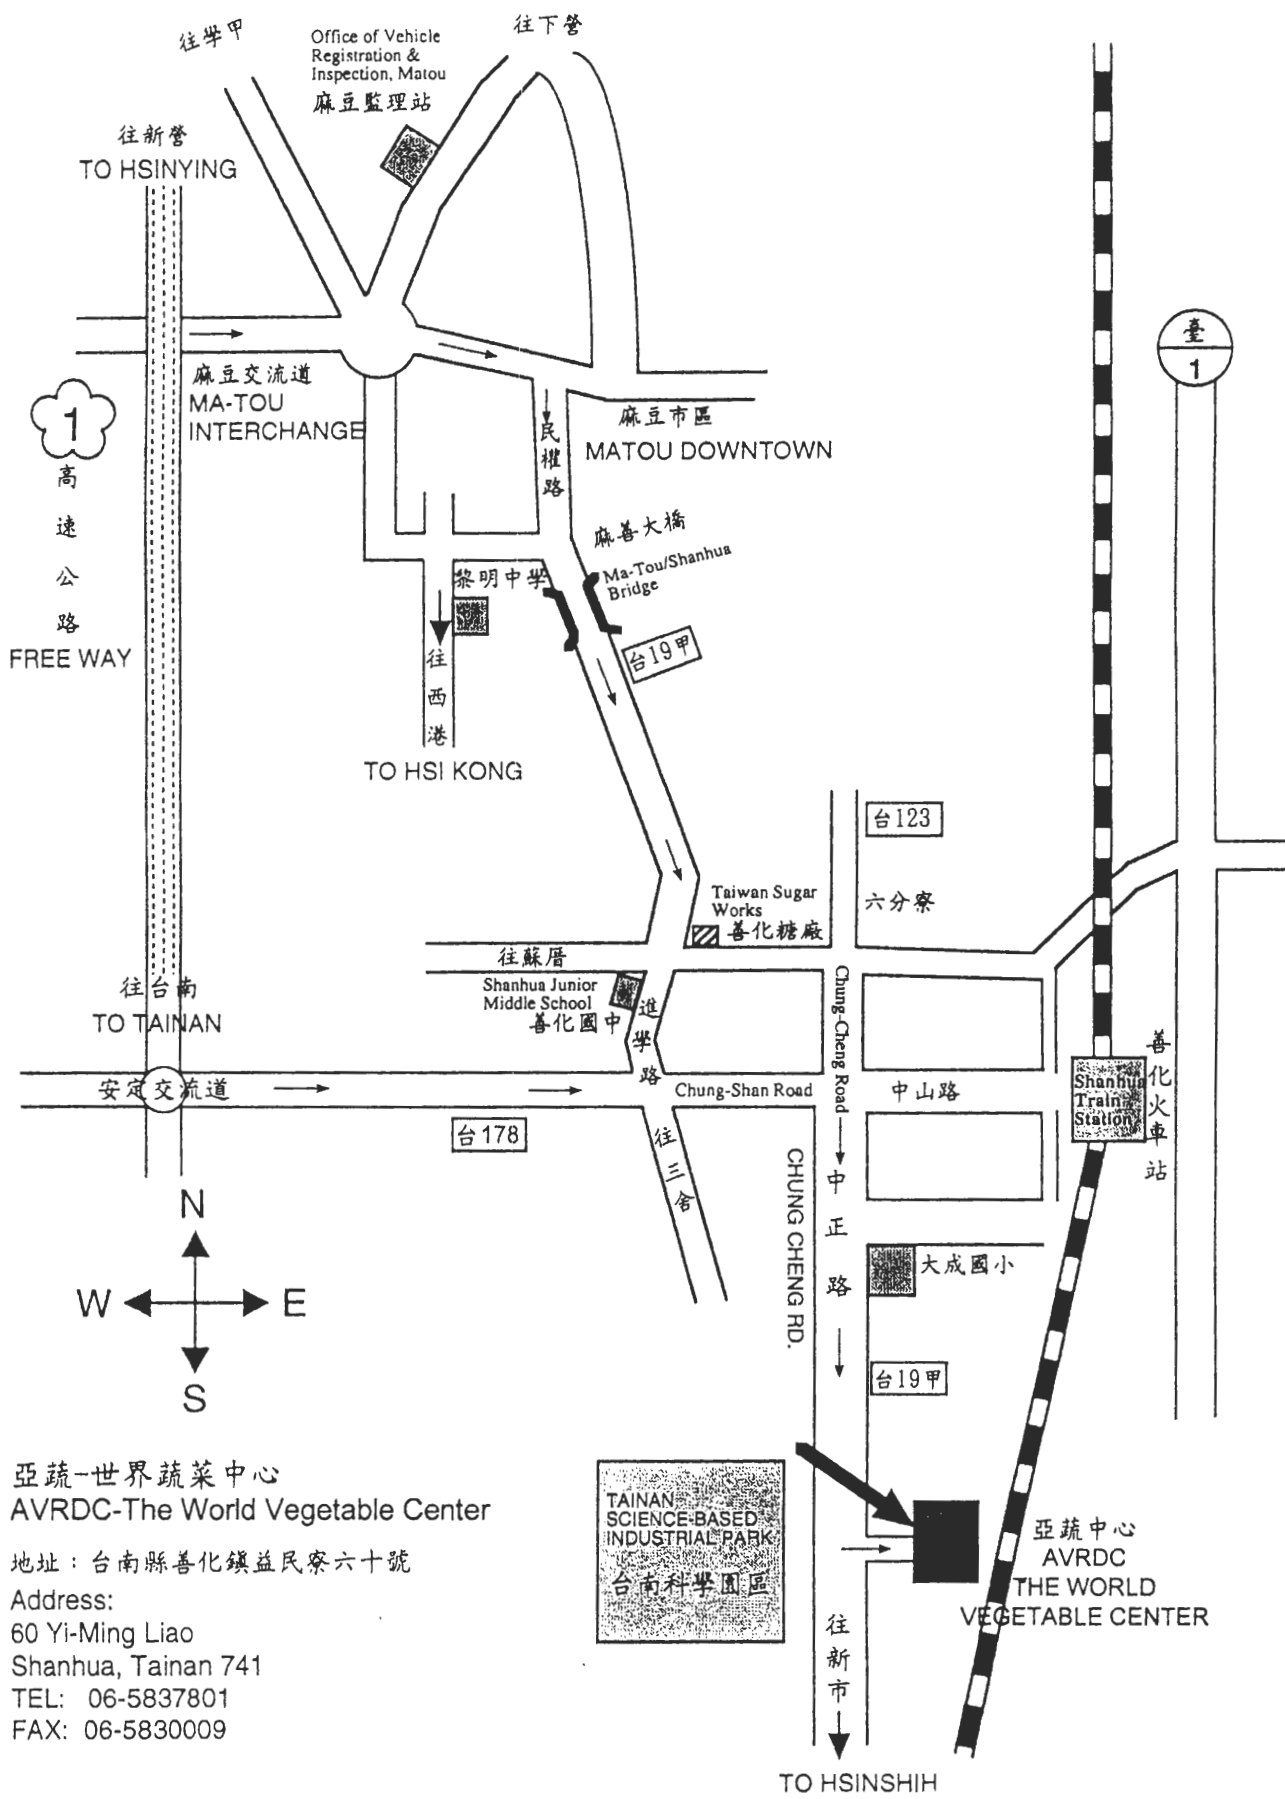 往學甲
Office of Vehicle
Registration &
Inspection, Matou
麻豆監理站
往下營
往新營
TO HSINYING
麻豆交流道
MA-TOU
INTERCHANGE
1
高速公路
FREE WAY
臺
1
民權路
麻豆市區
MATOU DOWNTOWN
麻善大橋
Ma-Tou/Shanhua
Bridge
黎明中學
台19甲
往西港
TO HSI KONG
台123
六分寮
Taiwan Sugar
Works
善化糖廠
往蘇厝
Shanhua Junior
Middle School
善化國中
進學路
往台南
TO TAINAN
安定交流道
Chung-Shan Road
中山路
Chung-Cheng Road
Shanhua
Train
Station
善化火車站
台178
往三舍
CHUNG CHENG RD.
中正路
大成國小
台19甲
N
W
E
S
亞蔬-世界蔬菜中心
AVRDC-The World Vegetable Center
地址：台南縣善化鎮益民寮六十號
Address:
60 Yi-Ming Liao
Shanhua, Tainan 741
TEL: 06-5837801
FAX: 06-5830009
TAINAN
SCIENCE-BASED
INDUSTRIAL PARK
台南科學園區
亞蔬中心
AVRDC
THE WORLD
VEGETABLE CENTER
往新市
TO HSINSHIH